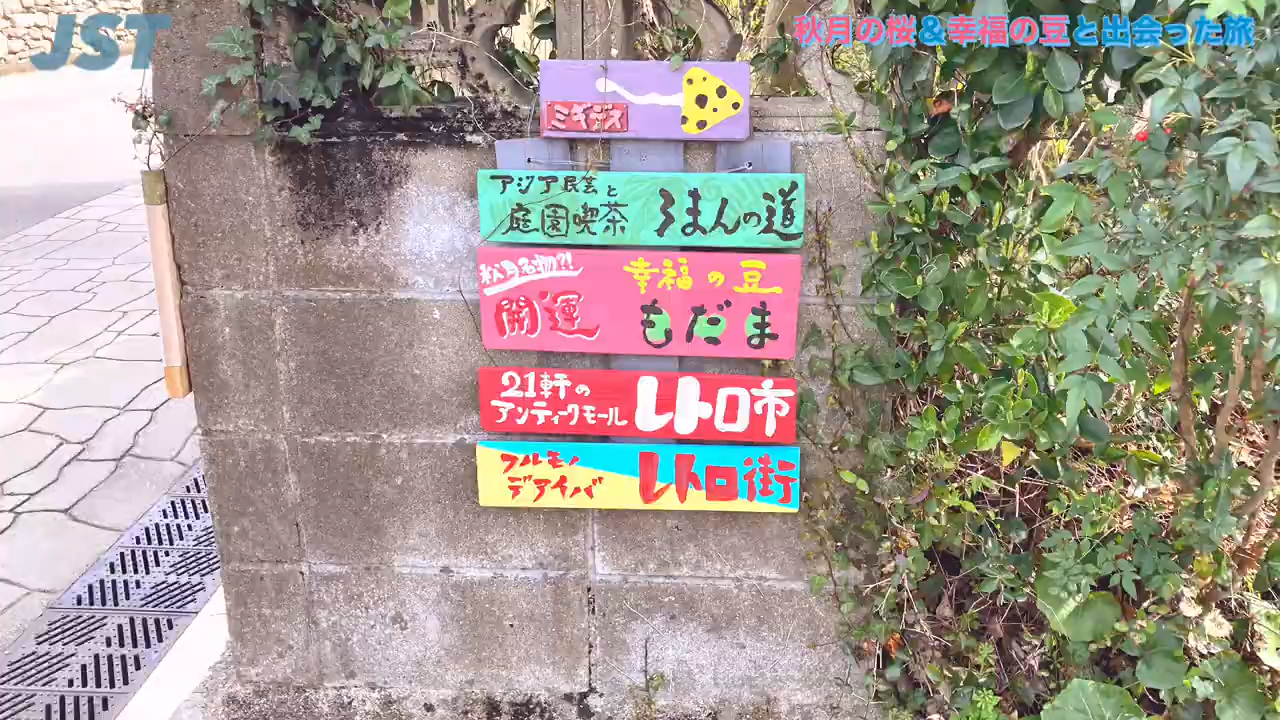 JST
秋月の桜&幸福の豆と出会った旅
ミギデス
アジア民芸と
庭園喫茶
ろまんの道
秋月名物?!
開運
幸福の豆
もだま
21軒の
アンティークモール
レトロ市
フルモノ
デアイバ
レトロ街